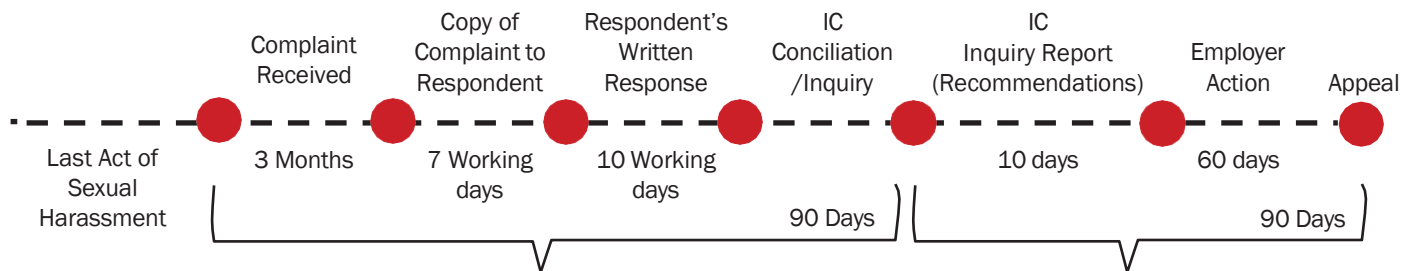 Complaint
Received
Copy of
Complaint to
Respondent
Respondent's
Written
Response
IC
Conciliation
/Inquiry
IC
Inquiry Report
(Recommendations)
Employer
Action
Appeal
Last Act of
Sexual
Harassment
3 Months
7 Working
days
10 Working
days
90 Days
10 days
60 days
90 Days